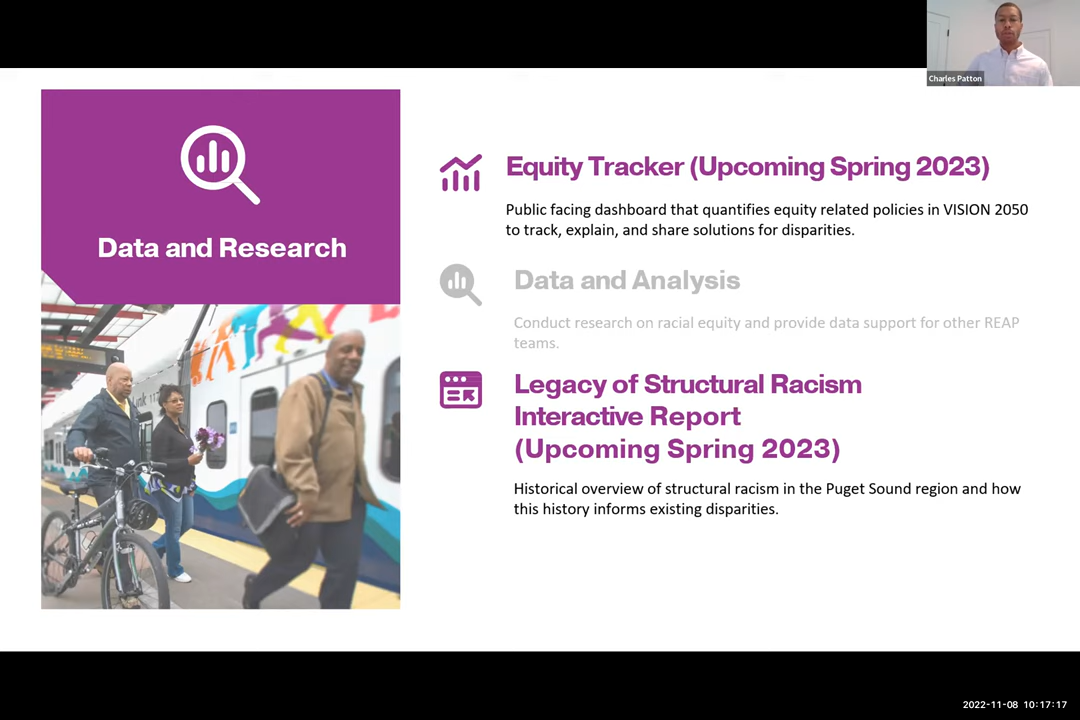 Charles Patton
Data and Research
Equity Tracker (Upcoming Spring 2023)
Public facing dashboard that quantifies equity related policies in VISION 2050
to track, explain, and share solutions for disparities.
Data and Analysis
Conduct research on racial equity and provide data support for other REAP
teams.
Legacy of Structural Racism
Interactive Report
(Upcoming Spring 2023)
Historical overview of structural racism in the Puget Sound region and how
this history informs existing disparities.
2022-11-08 10:17:17